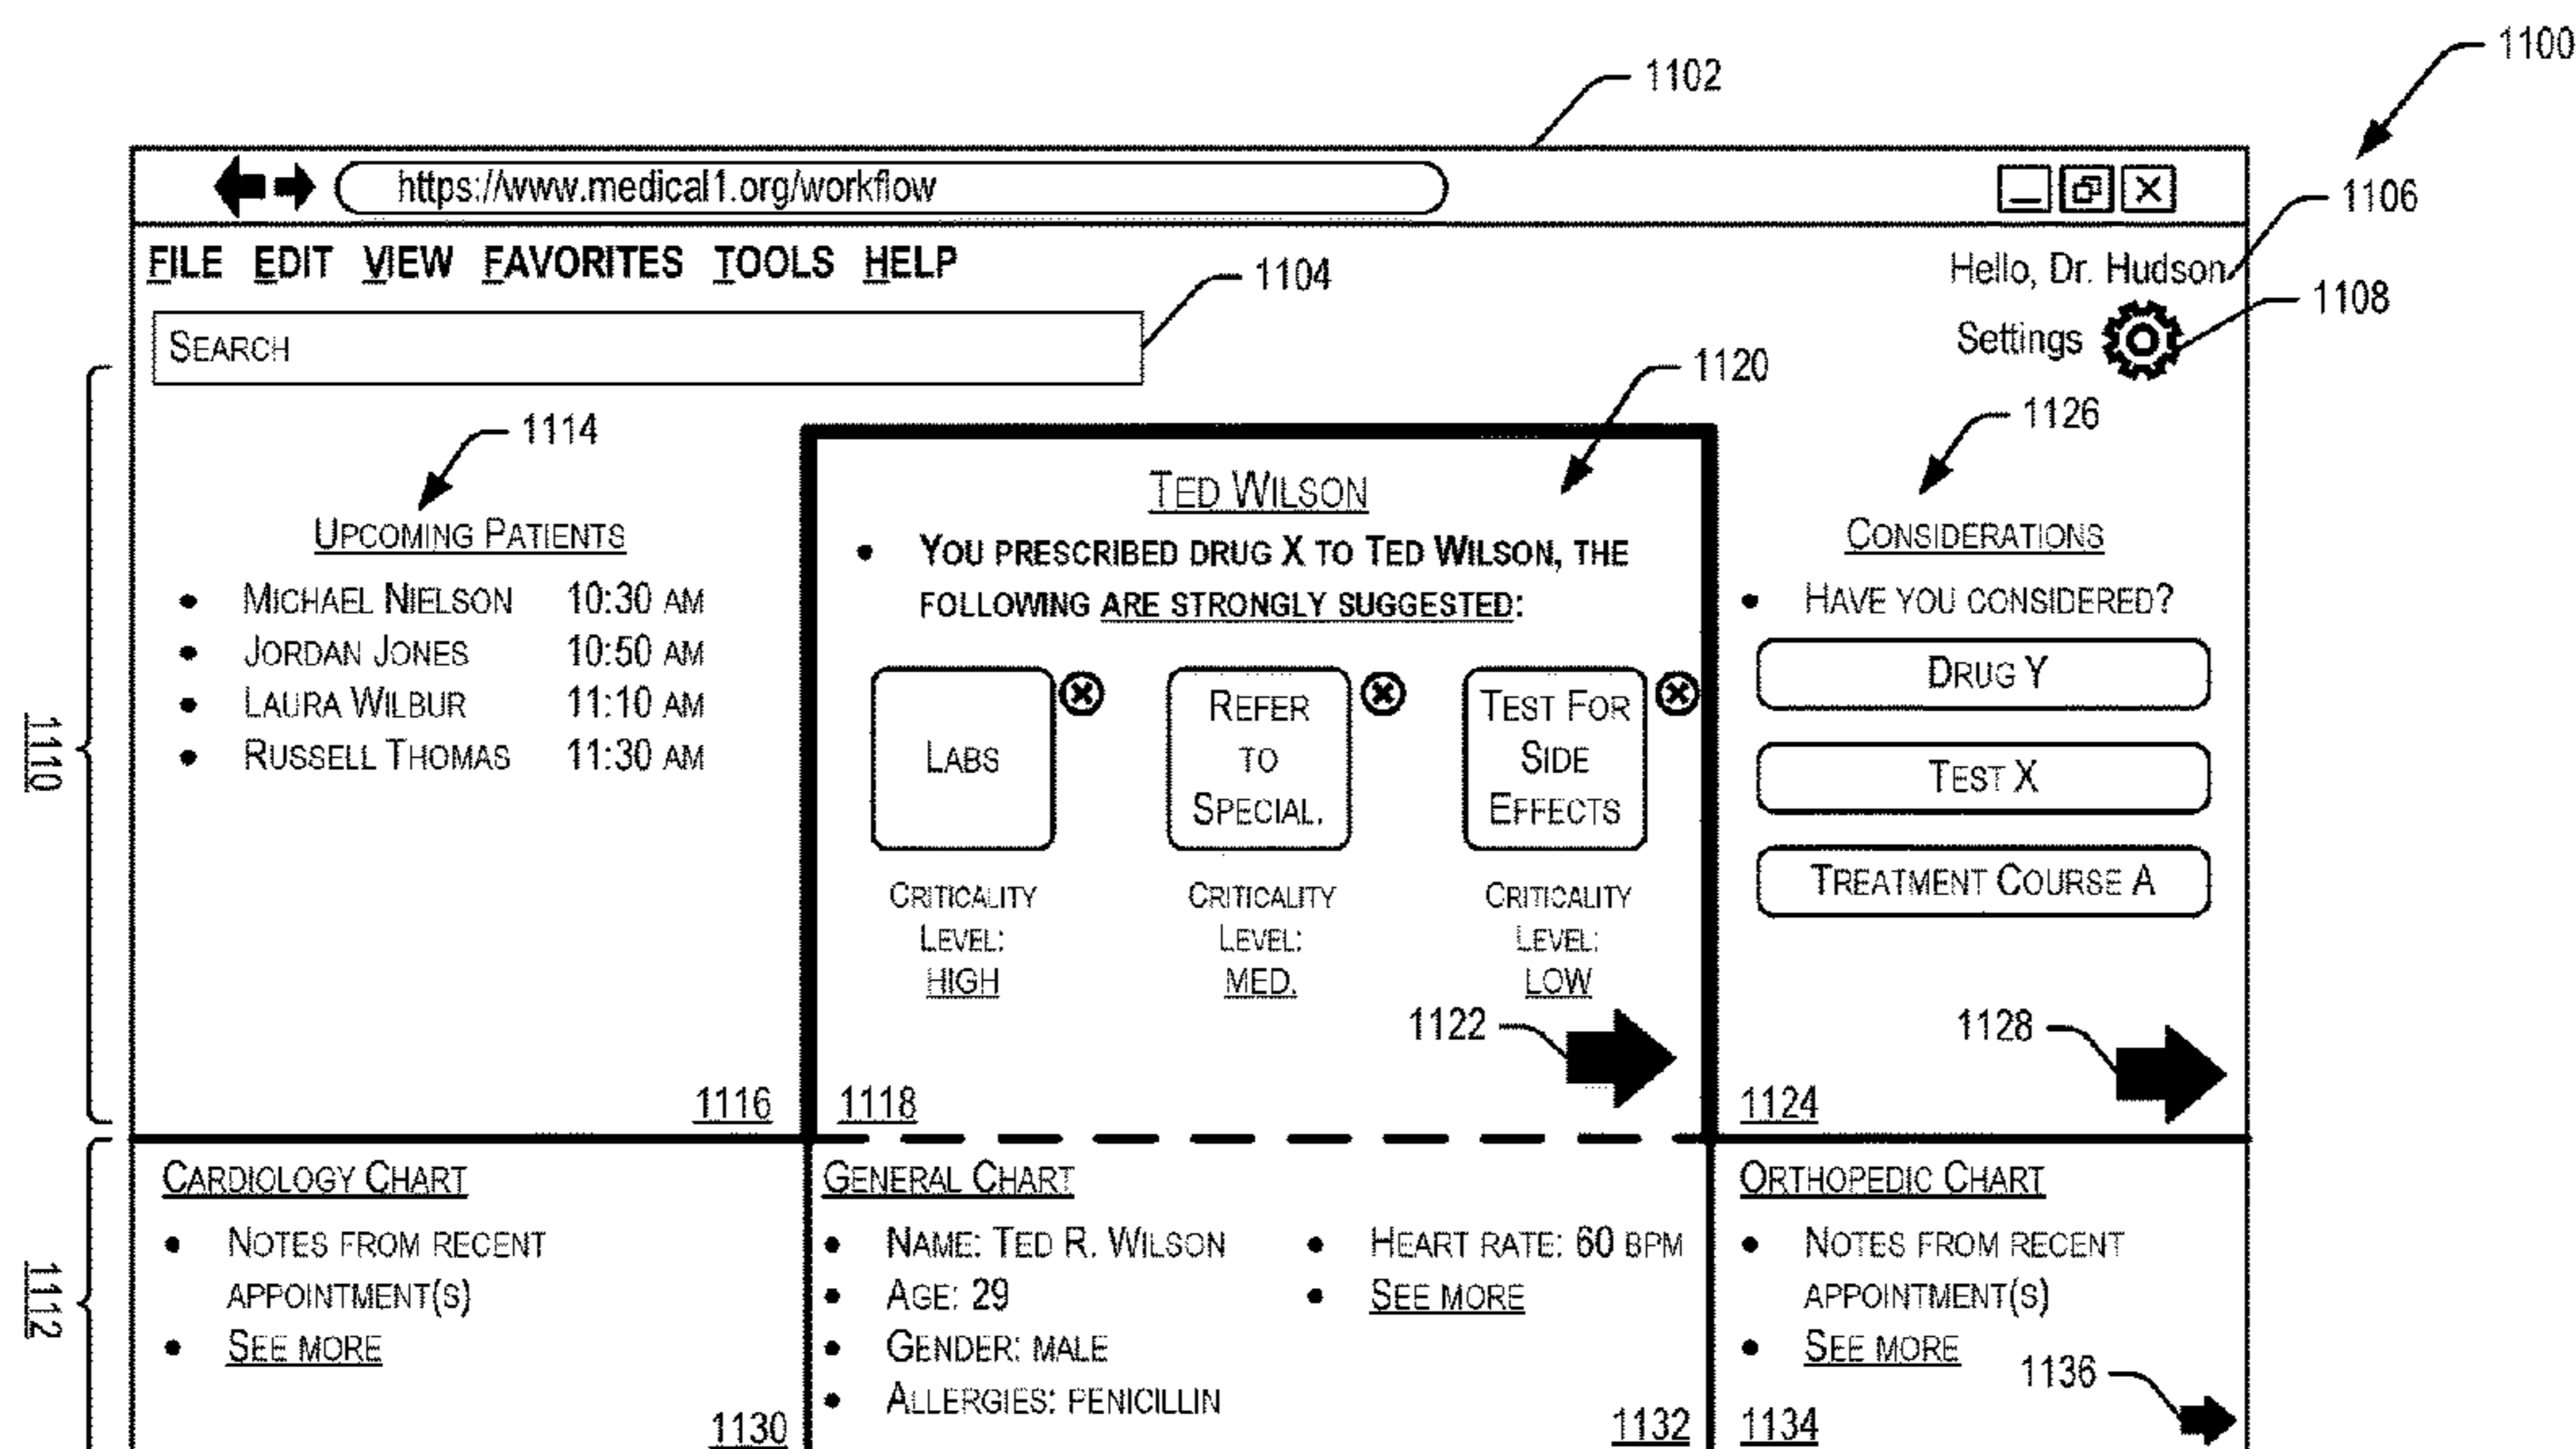 1100
1102
https://www.medical1.org/workflow
1106
FILE EDIT VIEW FAVORITES TOOLS HELP
Hello, Dr. Hudson
1104
1108
SEARCH
Settings
1120
1114
1126
UPCOMING PATIENTS
MICHAEL NIELSON 10:30 AM
JORDAN JONES 10:50 AM
LAURA WILBUR 11:10 AM
RUSSELL THOMAS 11:30 AM
1110
1116
TED WILSON
• YOU PRESCRIBED DRUG X TO TED WILSON, THE
FOLLOWING ARE STRONGLY SUGGESTED:
LABS
CRITICALITY
LEVEL:
HIGH
REFER
TO
SPECIAL.
CRITICALITY
LEVEL:
MED.
TEST FOR
SIDE
EFFECTS
CRITICALITY
LEVEL:
LOW
1122
1118
CONSIDERATIONS
• HAVE YOU CONSIDERED?
DRUG Y
TEST X
TREATMENT COURSE A
1128
1124
1112
CARDIOLOGY CHART
• NOTES FROM RECENT
APPOINTMENT(S)
• SEE MORE
1130
GENERAL CHART
• NAME: TED R. WILSON
• AGE: 29
• GENDER: MALE
• ALLERGIES: PENICILLIN
• HEART RATE: 60 BPM
• SEE MORE
1132
ORTHOPEDIC CHART
• NOTES FROM RECENT
APPOINTMENT(S)
• SEE MORE
1136
1134